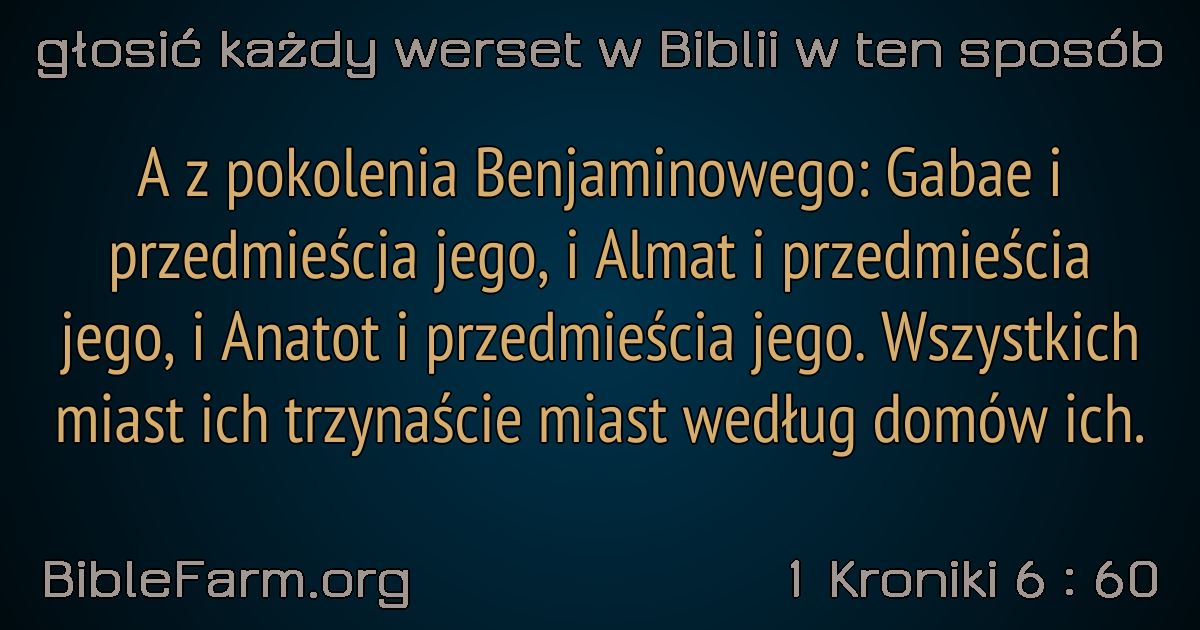 głosić każdy werset w Biblii w ten sposób
A z pokolenia Benjaminowego: Gabae i
przedmieścia jego, i Almat i przedmieścia
jego, i Anatot i przedmieścia jego. Wszystkich
miast ich trzynaście miast według domów ich.
BibleFarm.org
1 Kroniki 6 : 60